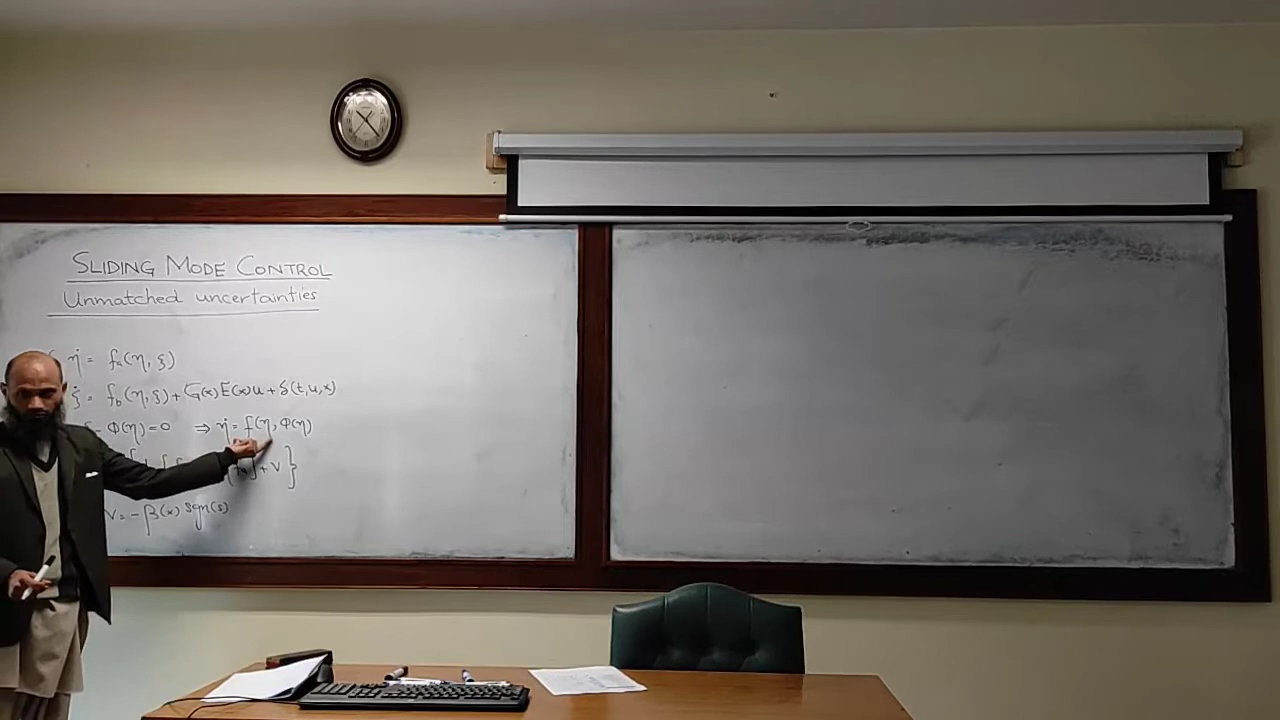 SLIDING MODE CONTROL
Unmatched uncertainties
η̇ = fa(η, ξ)
ξ̇ = fb(η, ξ) + G(x) E(x) u + δ(t, u, x)
- Φ(η) = 0 ⇒ η̇ = f(η, Φ(η)
] + v }
v = - β(x) sgn(s)